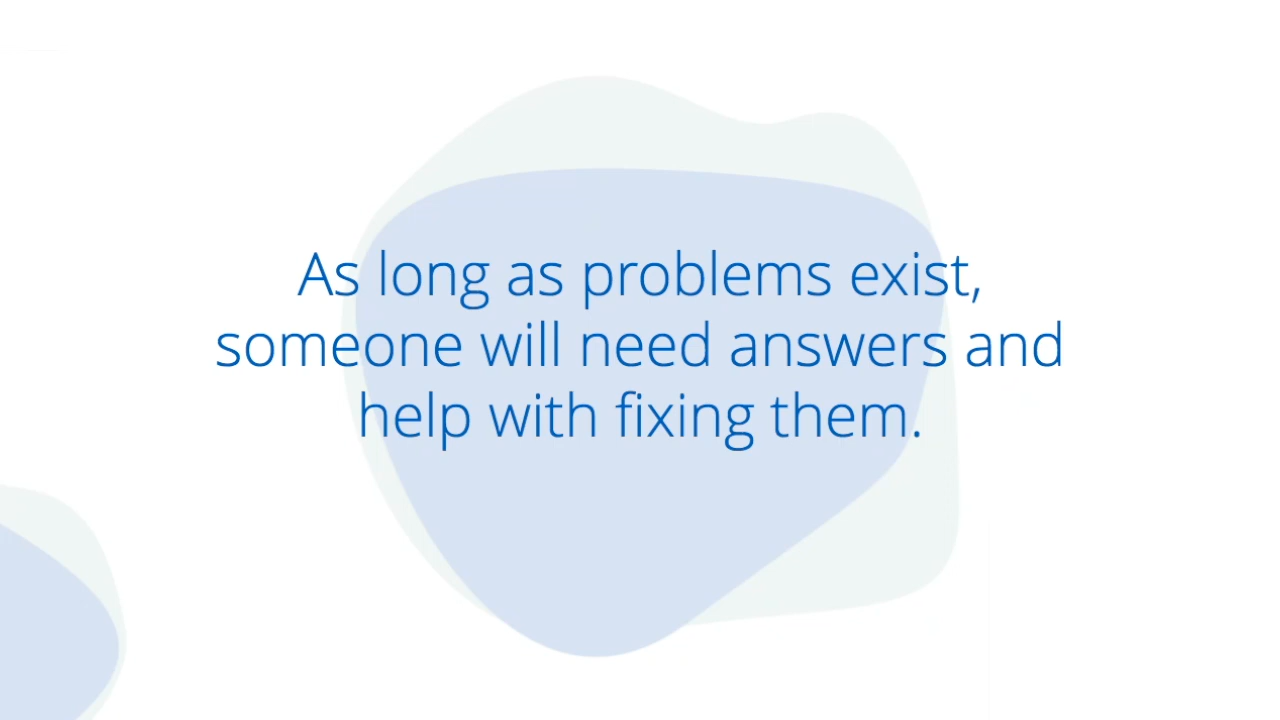 As long as problems exist,
someone will need answers and
help with fixing them.